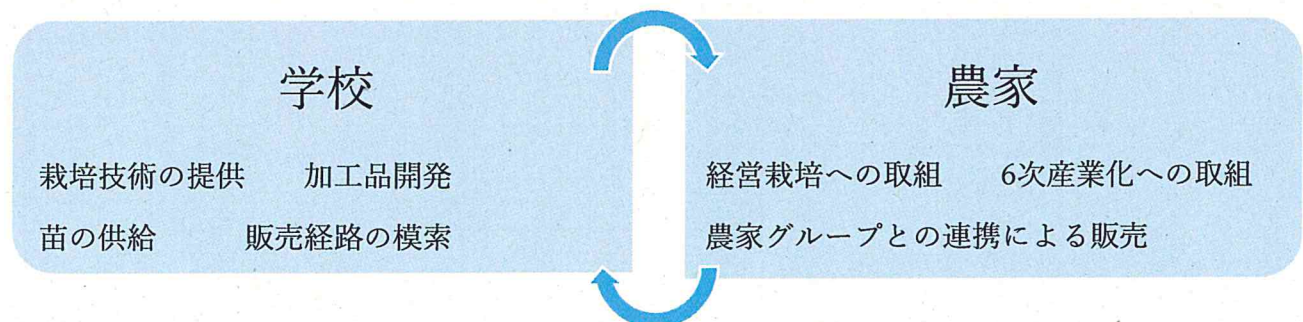 学校
栽培技術の提供　加工品開発
苗の供給　販売経路の模索
農家
経営栽培への取組　6次産業化への取組
農家グループとの連携による販売